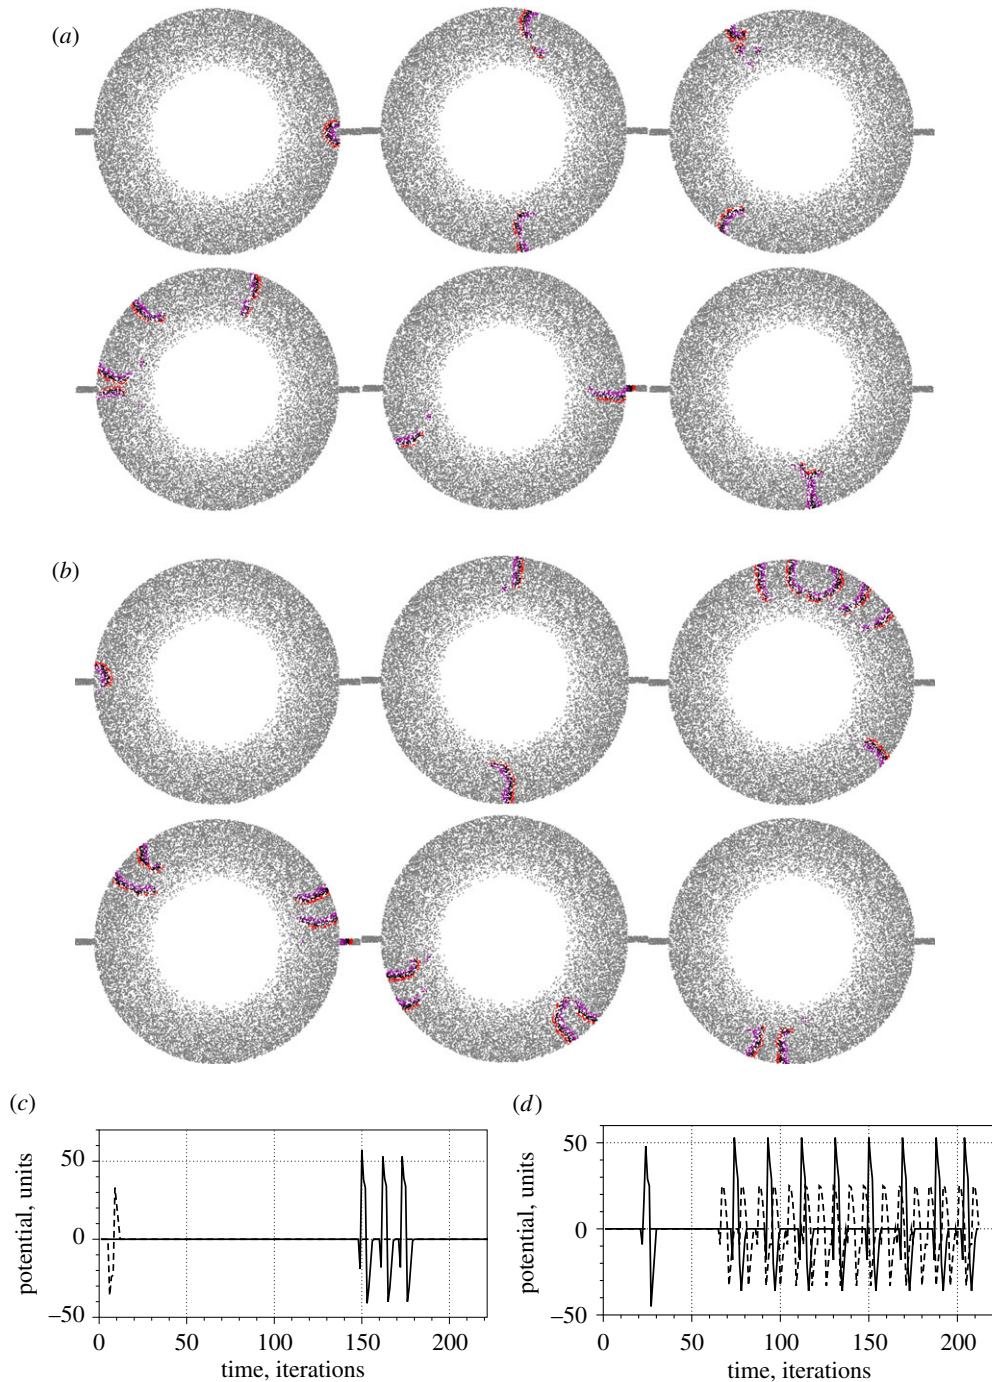 (a)
(b)
(c)
(d)
50
0
−50
potential, units
0
50
100
150
200
time, iterations
50
0
−50
potential, units
0
50
100
150
200
time, iterations